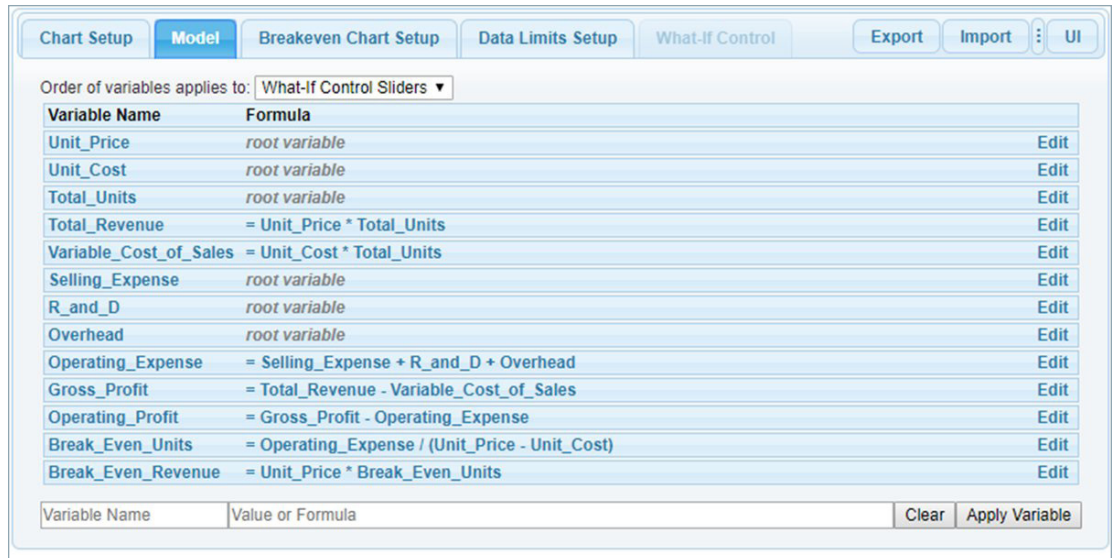 Chart Setup Model Breakeven Chart Setup Data Limits Setup What-If Control Export Import ⋮ UI
Order of variables applies to: What-If Control Sliders ▼
Variable Name Formula
Unit_Price root variable Edit
Unit_Cost root variable Edit
Total_Units root variable Edit
Total_Revenue = Unit_Price * Total_Units Edit
Variable_Cost_of_Sales = Unit_Cost * Total_Units Edit
Selling_Expense root variable Edit
R_and_D root variable Edit
Overhead root variable Edit
Operating_Expense = Selling_Expense + R_and_D + Overhead Edit
Gross_Profit = Total_Revenue - Variable_Cost_of_Sales Edit
Operating_Profit = Gross_Profit - Operating_Expense Edit
Break_Even_Units = Operating_Expense / (Unit_Price - Unit_Cost) Edit
Break_Even_Revenue = Unit_Price * Break_Even_Units Edit
Variable Name Value or Formula Clear Apply Variable